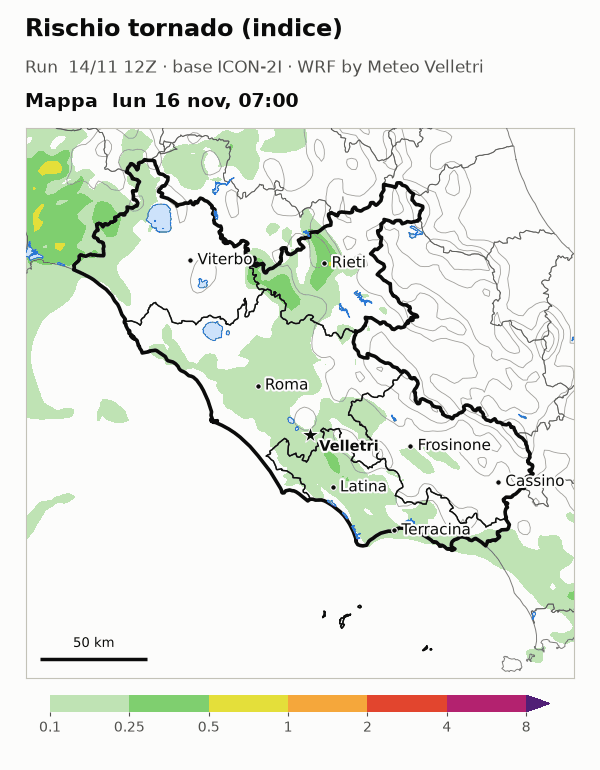 Rischio tornado (indice)
Run 14/11 12Z · base ICON-2I · WRF by Meteo Velletri
Mappa lun 16 nov, 07:00
Viterbo
Rieti
Roma
Velletri
Frosinone
Latina
Cassino
Terracina
50 km
0.1 0.25 0.5 1 2 4 8